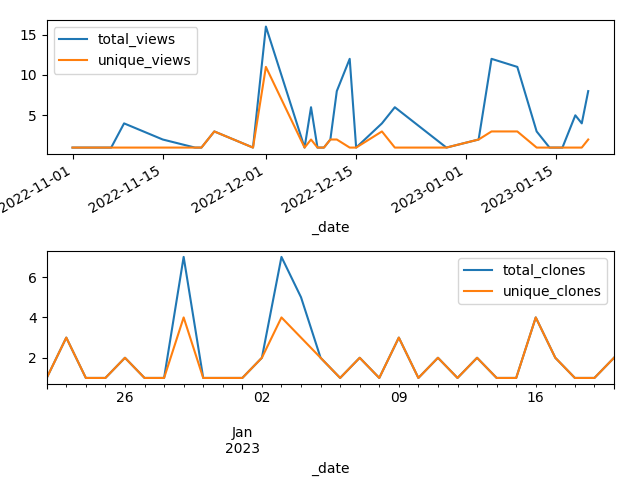 total_views
unique_views
15
10
5
2022-11-01
2022-11-15
2022-12-01
2022-12-15
2023-01-01
2023-01-15
_date
total_clones
unique_clones
6
4
2
26
02
09
16
Jan
2023
_date